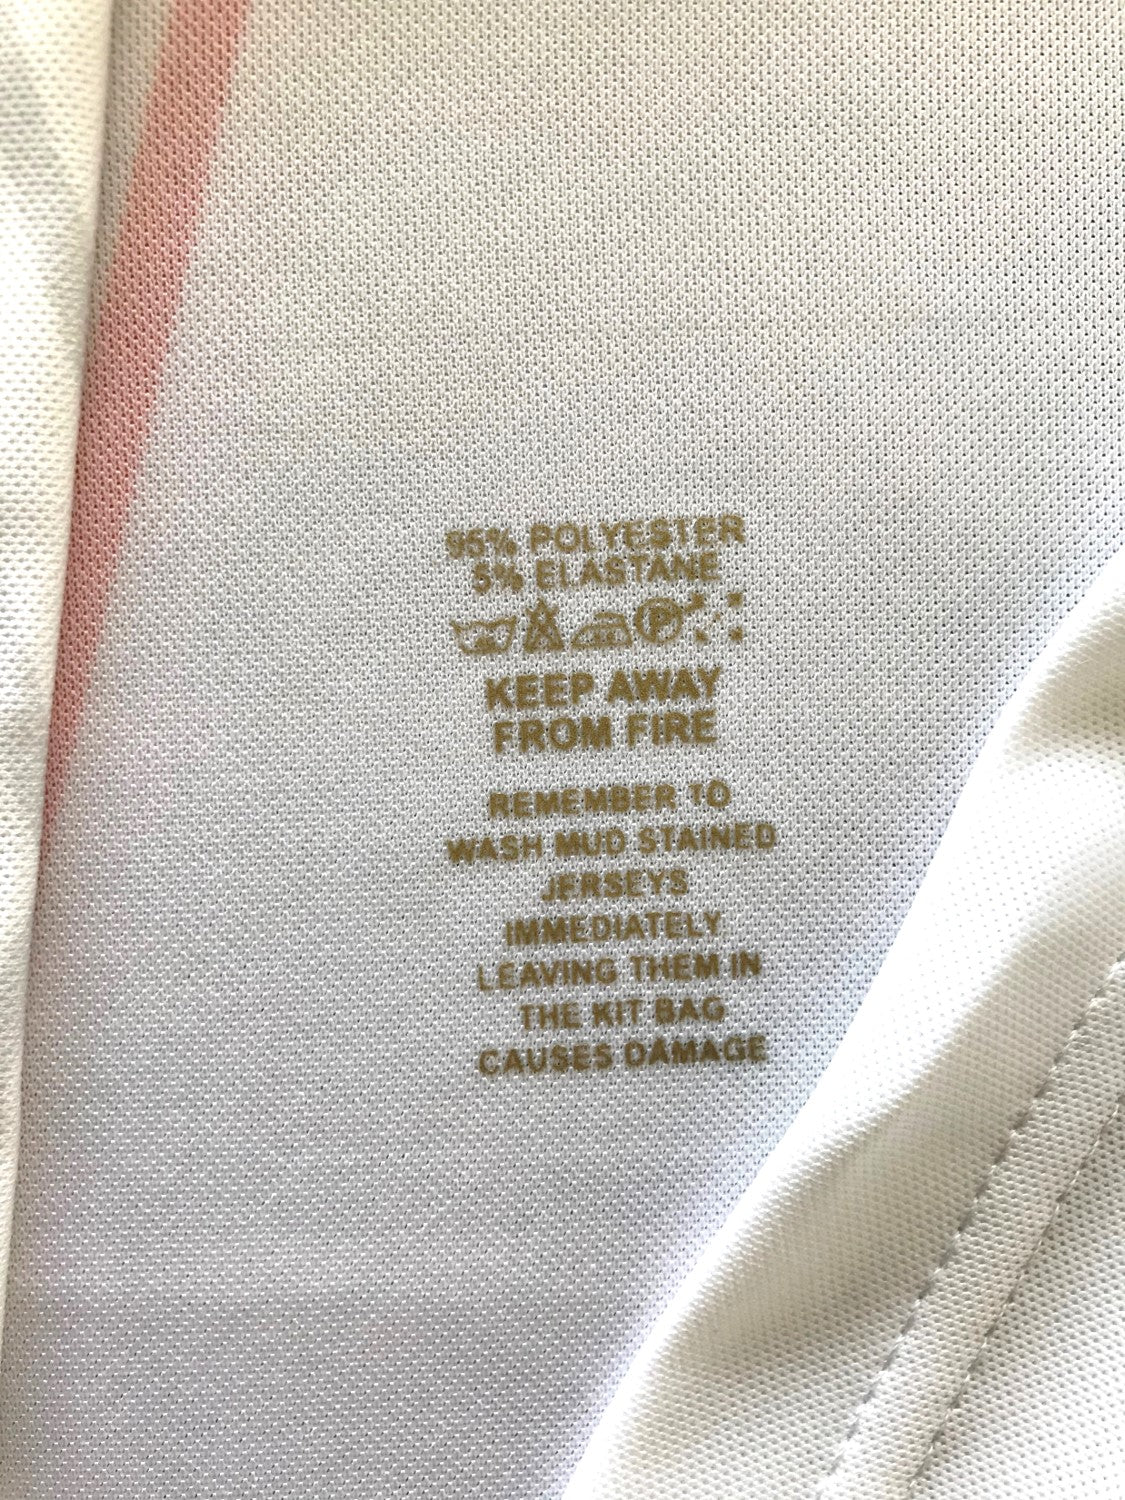 95% POLYESTER
5% ELASTANE
P
KEEP AWAY
FROM FIRE
REMEMBER TO
WASH MUD STAINED
JERSEYS
IMMEDIATELY
LEAVING THEM IN
THE KIT BAG
CAUSES DAMAGE